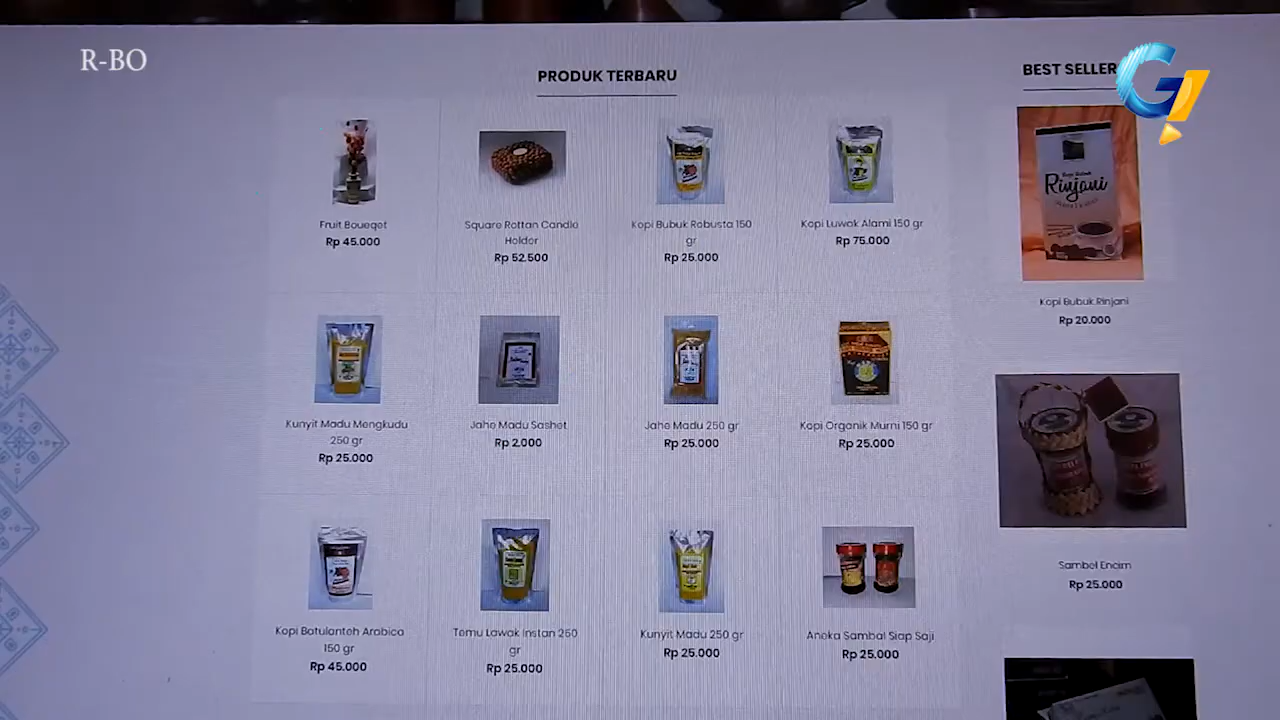 R-BO
PRODUK TERBARU
BEST SELLER
Fruit Boueqet
Rp 45.000
Square Rottan Candle
Holder
Rp 52.500
Kopi Bubuk Robusta 150
gr
Rp 25.000
Kopi Luwak Alami 150 gr
Rp 75.000
Kopi Bubuk
Rinjani
Kopi Bubuk Rinjani
Rp 20.000
Kunyit Madu Mengkudu
250 gr
Rp 25.000
Jahe Madu Sashet
Rp 2.000
Jahe Madu 250 gr
Rp 25.000
Kopi Organik Murni 150 gr
Rp 25.000
Sambel Encim
Rp 25.000
Kopi Batulanteh Arabica
150 gr
Rp 45.000
Temu Lawak Instan 250
gr
Rp 25.000
Kunyit Madu 250 gr
Rp 25.000
Aneka Sambal Siap Saji
Rp 25.000